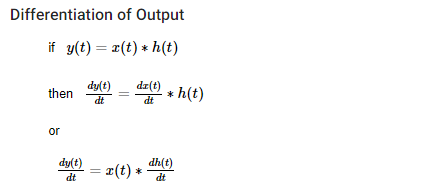 Differentiation of Output
if y(t) = x(t) ∗ h(t)
then dy(t)/dt = dx(t)/dt ∗ h(t)
or
dy(t)/dt = x(t) ∗ dh(t)/dt